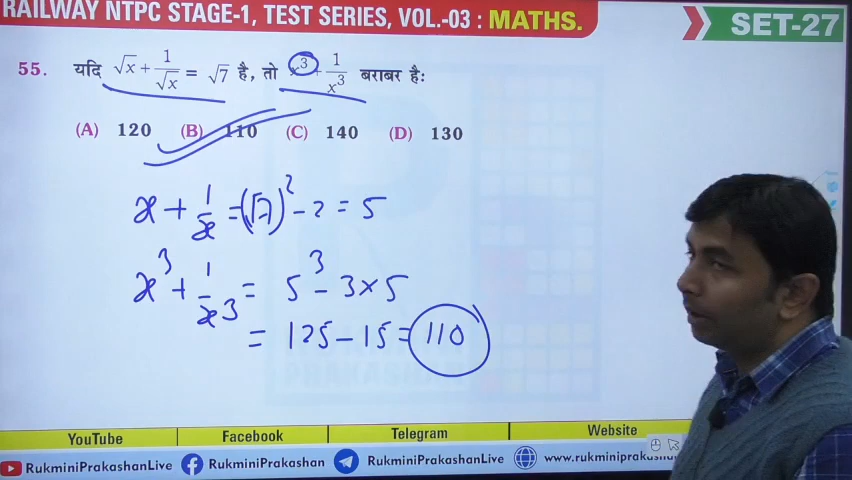 RAILWAY NTPC STAGE-1, TEST SERIES, VOL.-03 : MATHS.
SET-27
55. यदि √x + 1/√x = √7 है, तो x³ + 1/x³ बराबर हैः
(A) 120 (B) 110 (C) 140 (D) 130
x + 1/x = (√7)² - 2 = 5
x³ + 1/x³ = 5³ - 3×5
= 125 - 15 = 110
YouTube Facebook Telegram Website
RukminiPrakashanLive RukminiPrakashan RukminiPrakashanLive